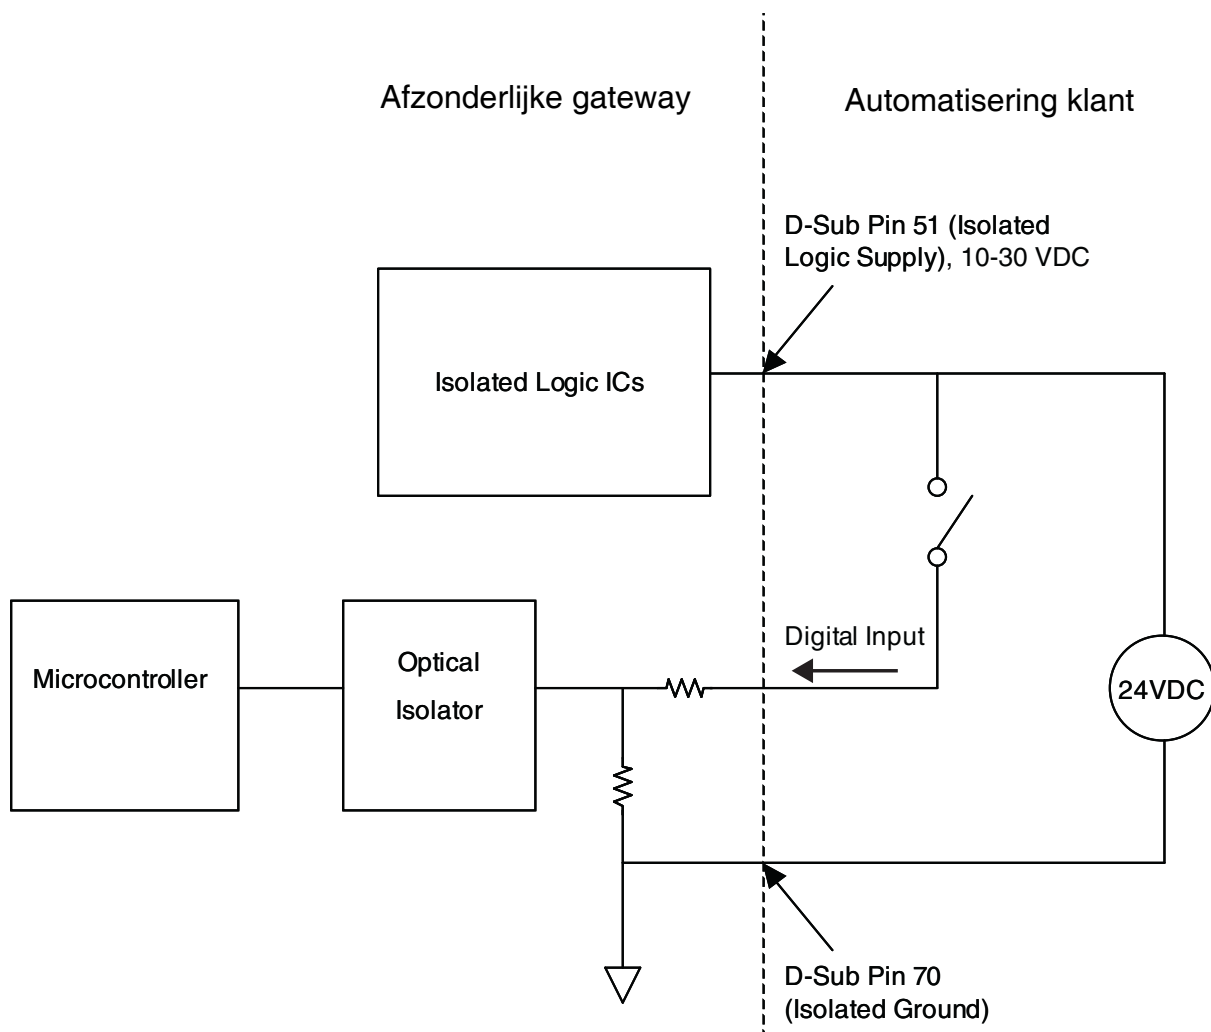 Afzonderlijke gateway
Automatisering klant
D-Sub Pin 51 (Isolated
Logic Supply), 10-30 VDC
Isolated Logic ICs
Digital Input
Microcontroller
Optical
Isolator
24VDC
D-Sub Pin 70
(Isolated Ground)